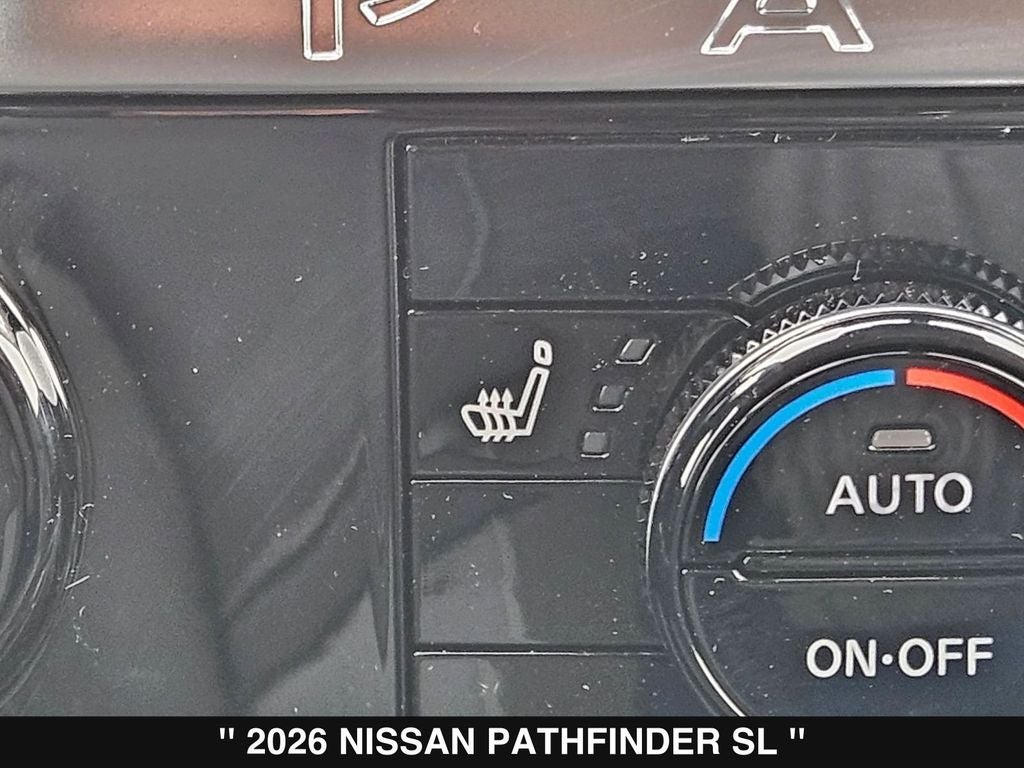 AUTO
ON•OFF
" 2026 NISSAN PATHFINDER SL "